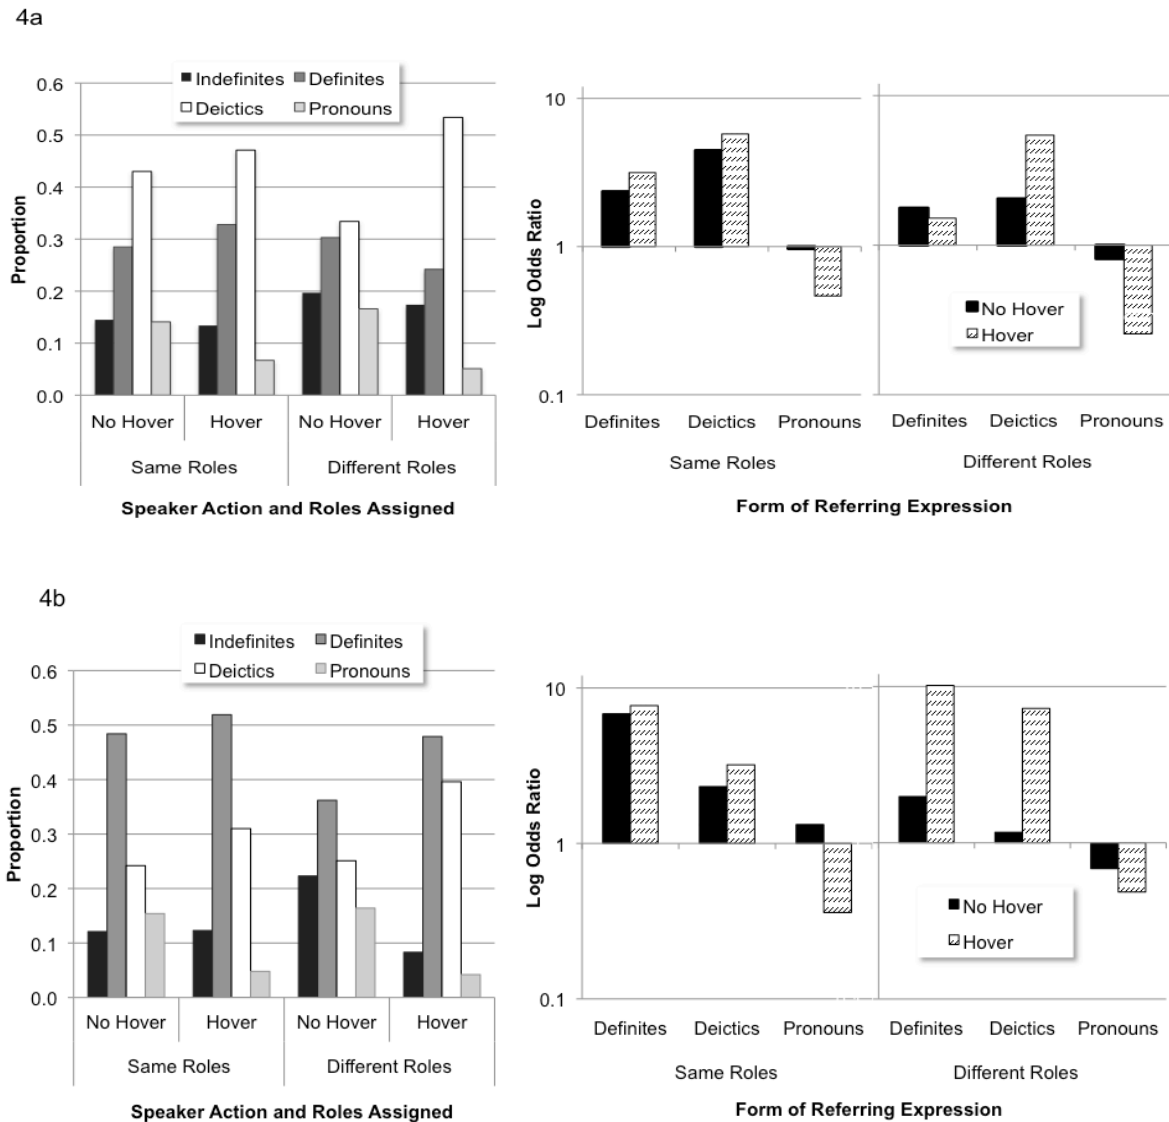 4a
Indefinites Definites
Deictics Pronouns
0.6
0.5
0.4
0.3
0.2
0.1
0.0
Proportion
No Hover Hover No Hover Hover
Same Roles Different Roles
Speaker Action and Roles Assigned
10
1
0.1
Log Odds Ratio
No Hover
Hover
Definites Deictics Pronouns Definites Deictics Pronouns
Same Roles Different Roles
Form of Referring Expression
4b
Indefinites Definites
Deictics Pronouns
0.6
0.5
0.4
0.3
0.2
0.1
0.0
Proportion
No Hover Hover No Hover Hover
Same Roles Different Roles
Speaker Action and Roles Assigned
10
1
0.1
Log Odds Ratio
No Hover
Hover
Definites Deictics Pronouns Definites Deictics Pronouns
Same Roles Different Roles
Form of Referring Expression